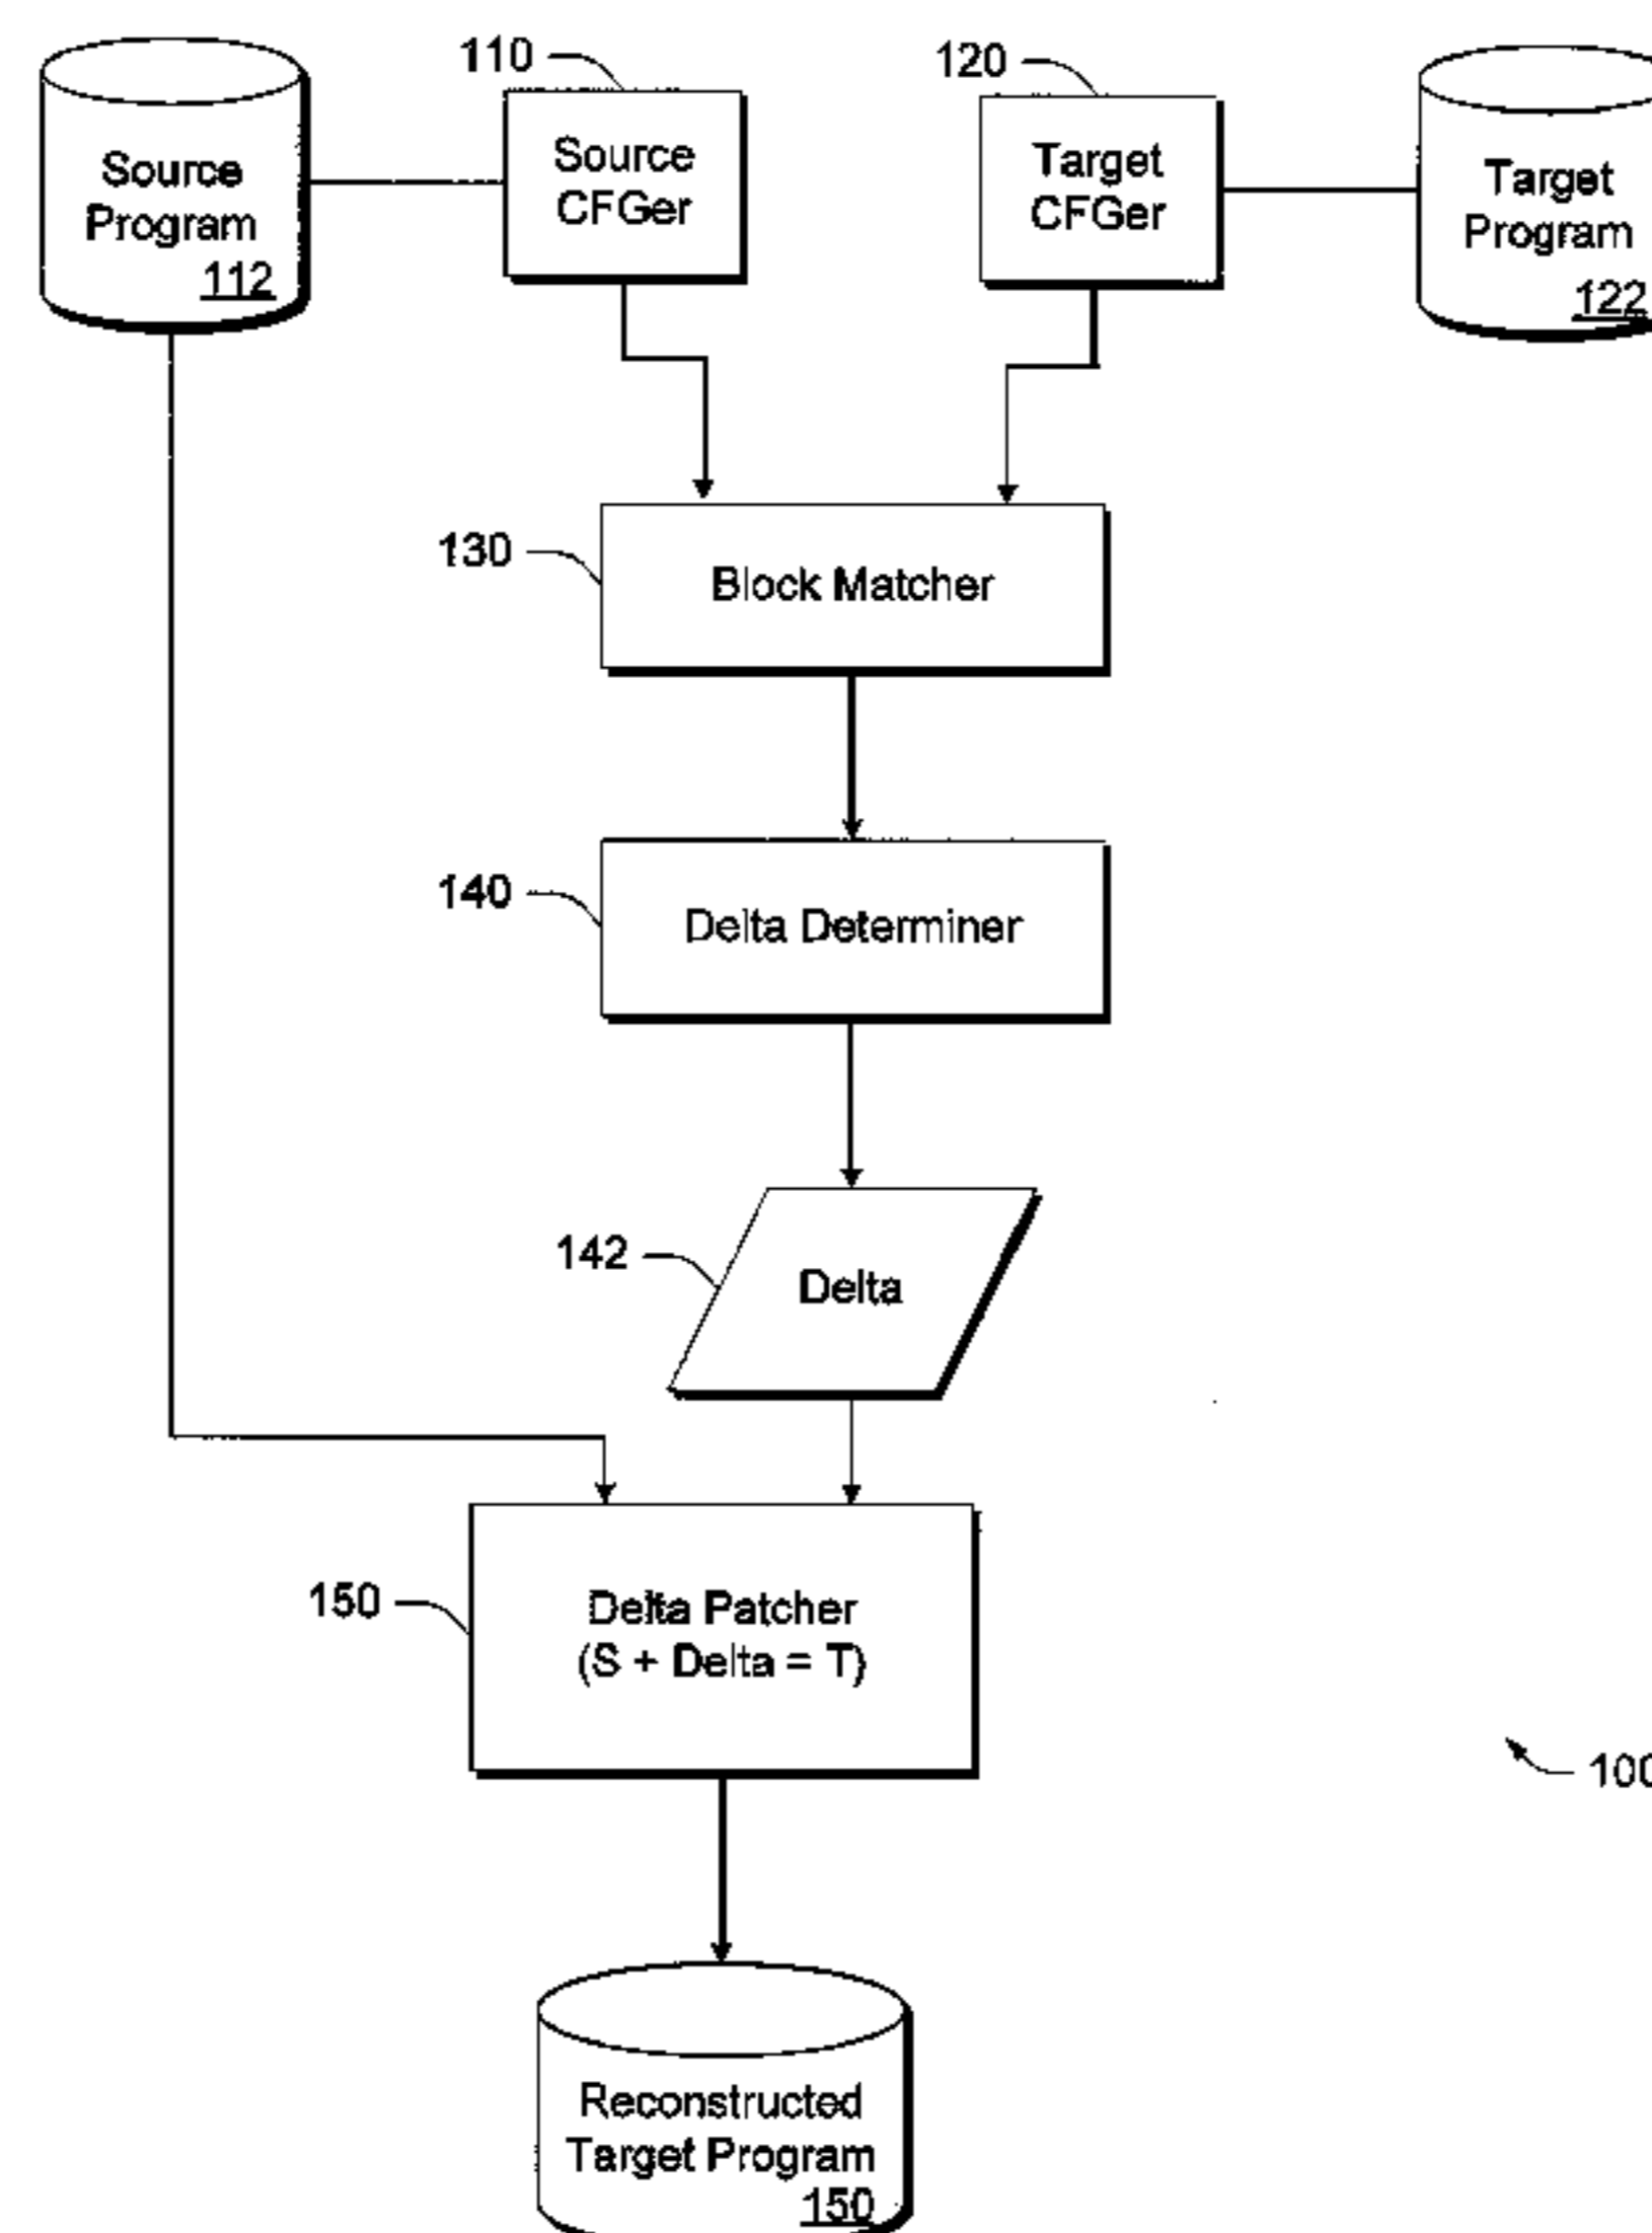 110
120
Source
Program
112
Source
CFGer
Target
CFGer
Target
Program
122
130
Block Matcher
140
Delta Determiner
142
Delta
150
Delta Patcher
(S + Delta = T)
100
Reconstructed
Target Program
150